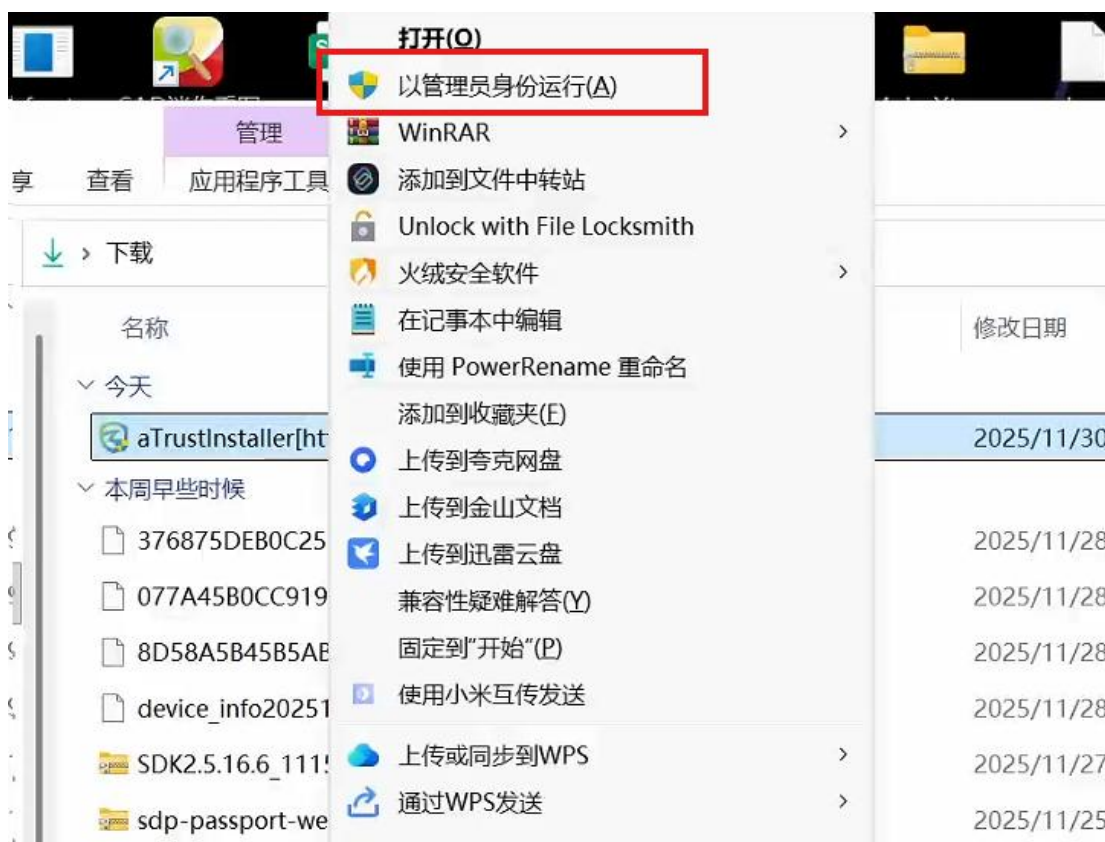 打开(O)
以管理员身份运行(A)
管理
WinRAR
享
查看
应用程序工具
添加到文件中转站
Unlock with File Locksmith
下载
火绒安全软件
在记事本中编辑
名称
修改日期
使用 PowerRename 重命名
今天
添加到收藏夹(F)
aTrustInstaller[ht
2025/11/30
上传到夸克网盘
本周早些时候
上传到金山文档
376875DEB0C25
2025/11/28
上传到迅雷云盘
077A45B0CC919
2025/11/28
兼容性疑难解答(Y)
8D58A5B45B5AB
固定到"开始"(P)
2025/11/28
使用小米互传发送
device_info20251
2025/11/28
上传或同步到WPS
SDK2.5.16.6_1115
2025/11/27
通过WPS发送
sdp-passport-we
2025/11/25